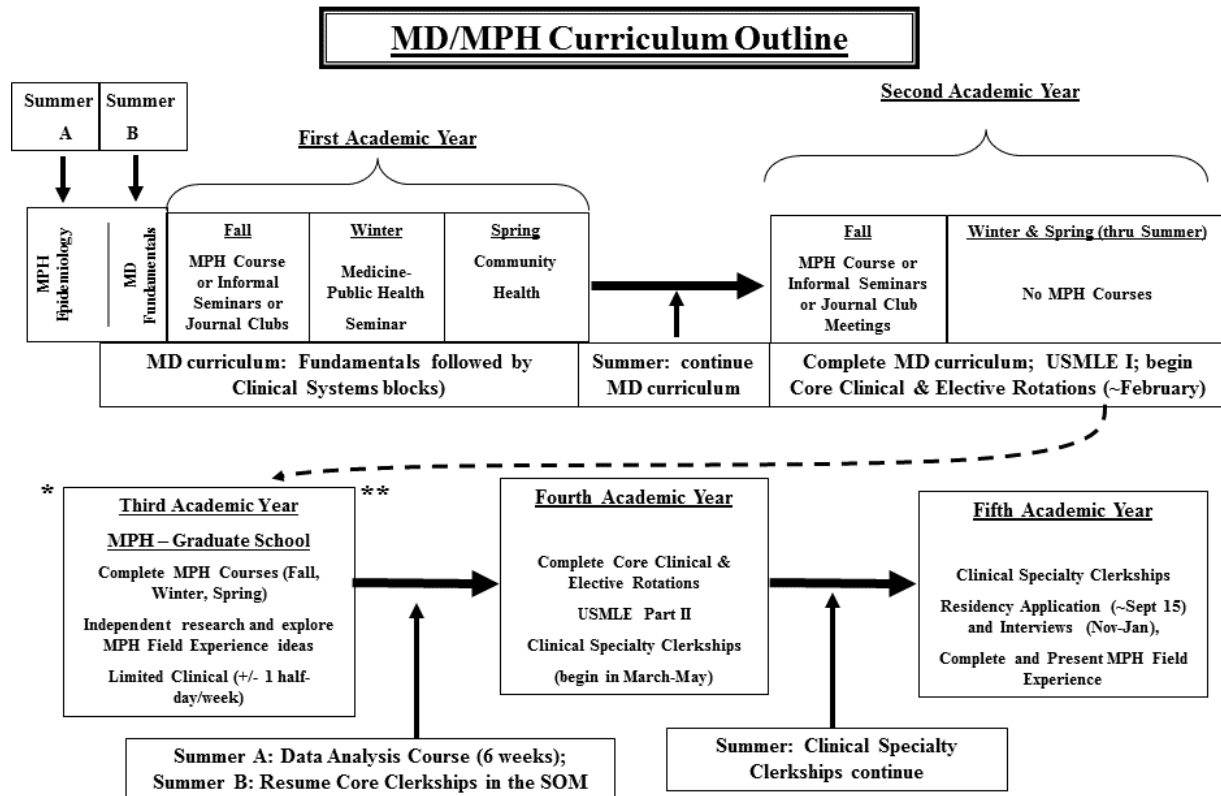 MD/MPH Curriculum Outline
Summer
A
Summer
B
First Academic Year
Second Academic Year
MPH
Epidemiology
MD
Fundamentals
Fall
MPH Course
or Informal
Seminars or
Journal Clubs
Winter
Medicine-
Public Health
Seminar
Spring
Community
Health
Fall
MPH Course or
Informal Seminars
or Journal Club
Meetings
Winter & Spring (thru Summer)
No MPH Courses
MD curriculum: Fundamentals followed by
Clinical Systems blocks)
Summer: continue
MD curriculum
Complete MD curriculum; USMLE I; begin
Core Clinical & Elective Rotations (~February)
*
**
Third Academic Year
MPH – Graduate School
Complete MPH Courses (Fall,
Winter, Spring)
Independent research and explore
MPH Field Experience ideas
Limited Clinical (+/- 1 half-
day/week)
Fourth Academic Year
Complete Core Clinical &
Elective Rotations
USMLE Part II
Clinical Specialty Clerkships
(begin in March-May)
Fifth Academic Year
Clinical Specialty Clerkships
Residency Application (~Sept 15)
and Interviews (Nov-Jan),
Complete and Present MPH Field
Experience
Summer A: Data Analysis Course (6 weeks);
Summer B: Resume Core Clerkships in the SOM
Summer: Clinical Specialty
Clerkships continue